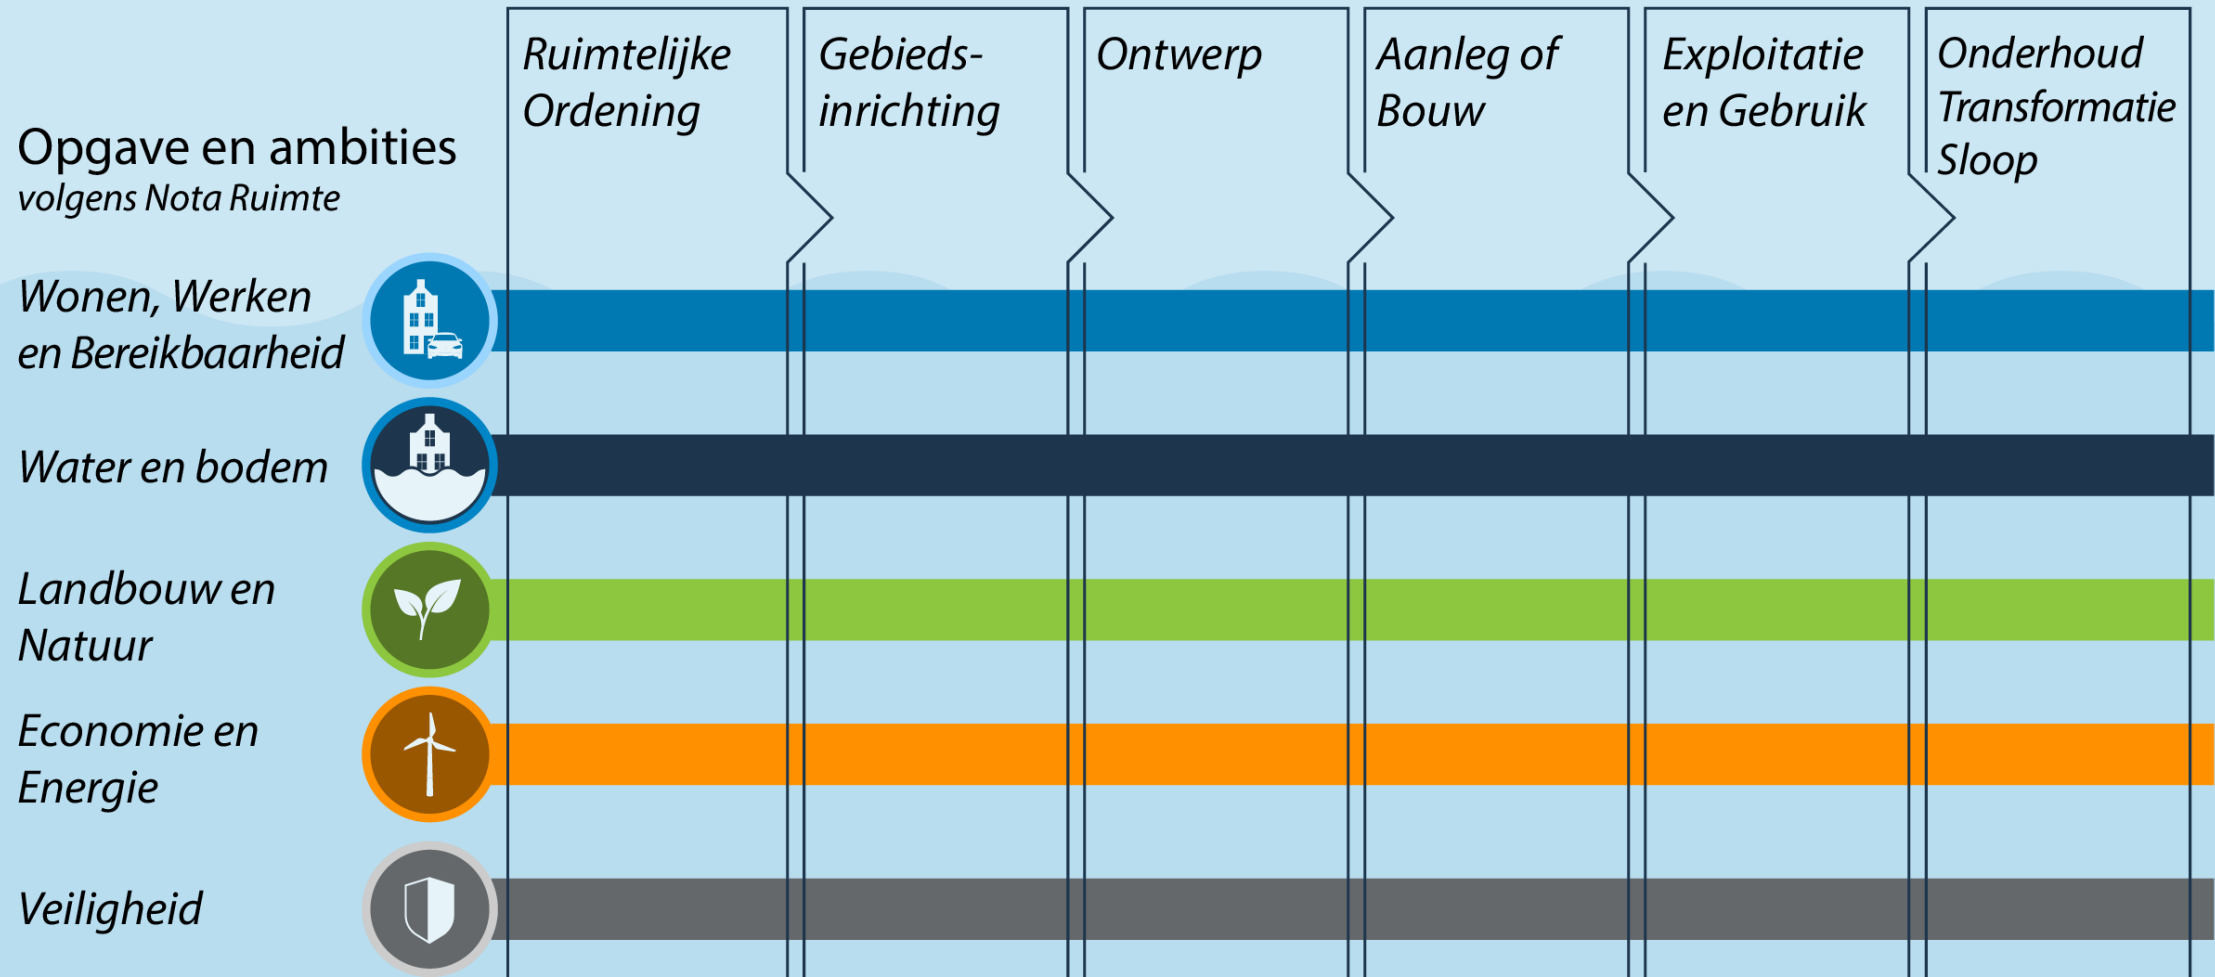 Ruimtelijke
Ordening
Gebieds-
inrichting
Ontwerp
Aanleg of
Bouw
Exploitatie
en Gebruik
Onderhoud
Transformatie
Sloop
Opgave en ambities
volgens Nota Ruimte
Wonen, Werken
en Bereikbaarheid
Water en bodem
Landbouw en
Natuur
Economie en
Energie
Veiligheid